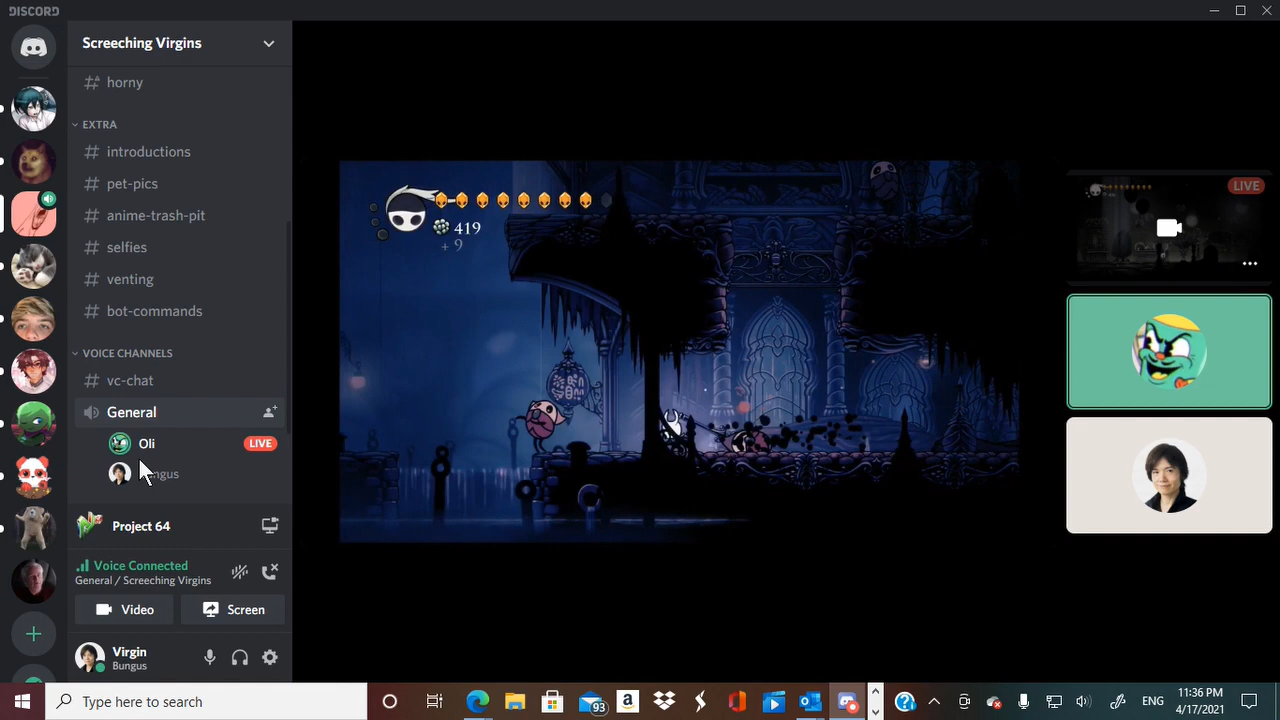 DISCORD
Screeching Virgins
horny
EXTRA
introductions
pet-pics
anime-trash-pit
selfies
venting
bot-commands
VOICE CHANNELS
vc-chat
General
Oli LIVE
ngus
Project 64
Voice Connected
General / Screeching Virgins
Video Screen
Virgin
Bungus
419
+ 9
LIVE
Type here to search
93
ENG
11:36 PM
4/17/2021